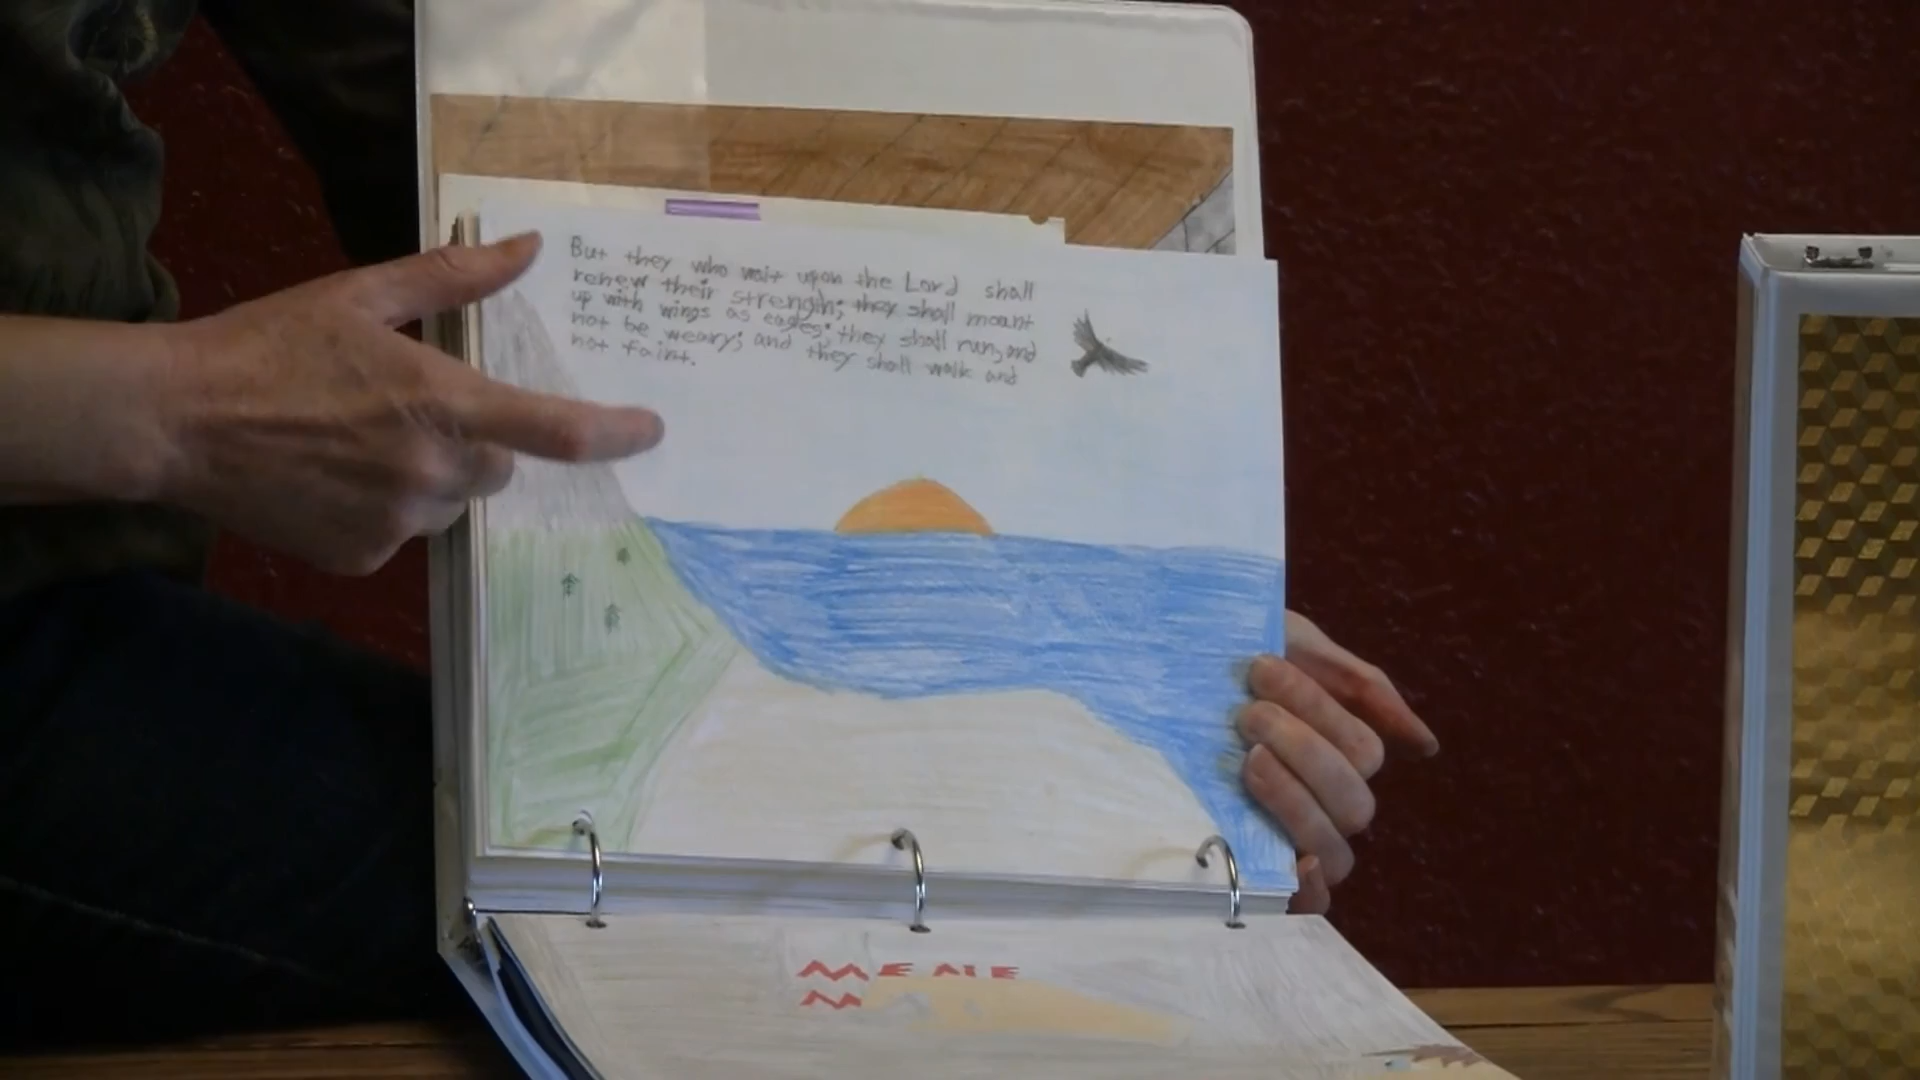 But they who wait upon the Lord shall
renew their strength; they shall mount
up with wings as eagles; they shall run, and
not be weary; and they shall walk and
not faint.
MENE
M